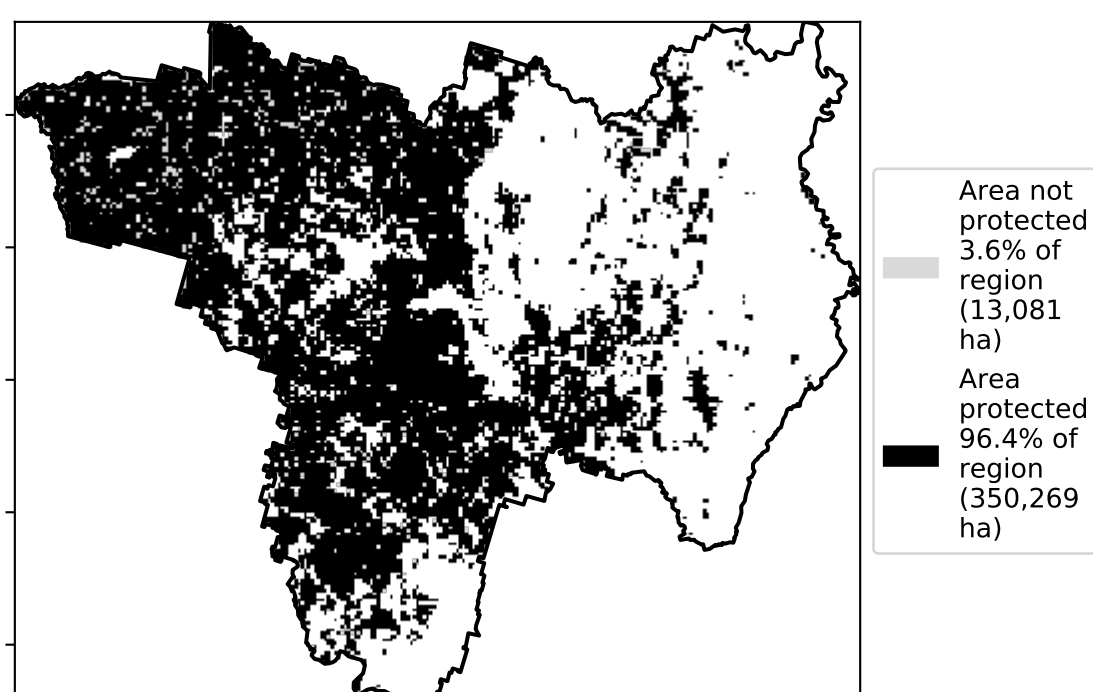 Area not
protected
3.6% of
region
(13,081
ha)
Area
protected
96.4% of
region
(350,269
ha)